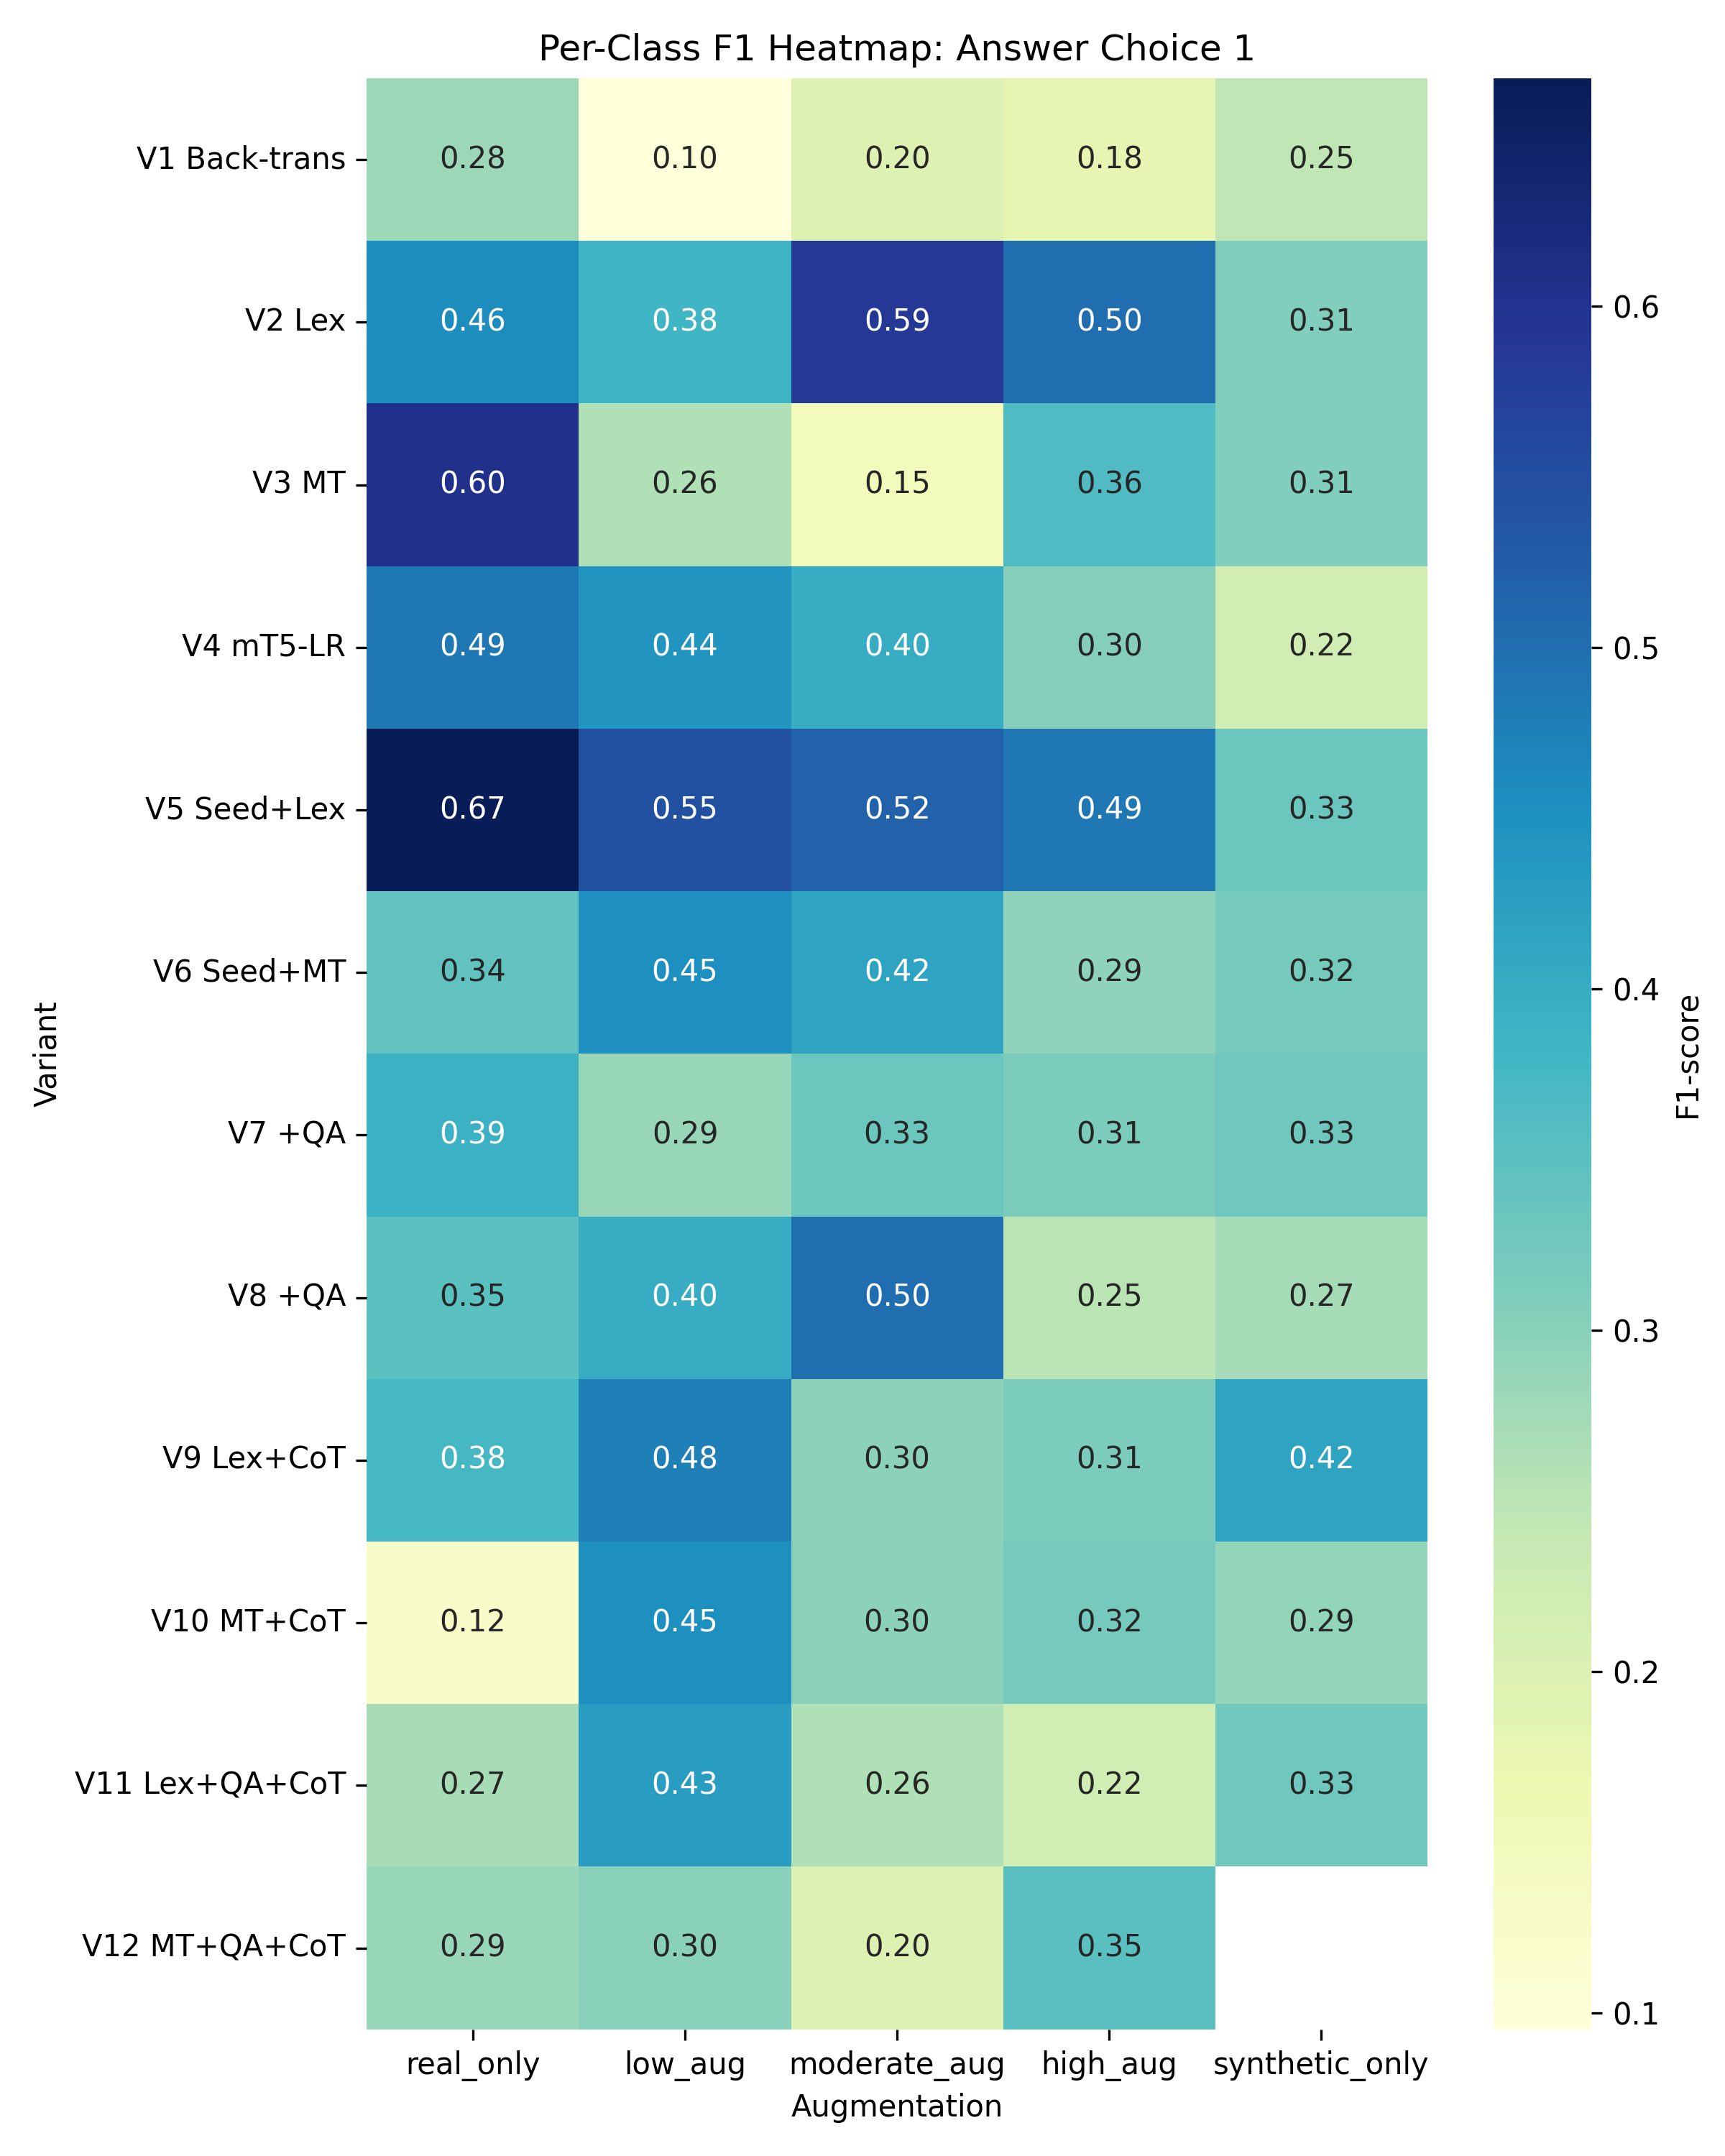 Per-Class F1 Heatmap: Answer Choice 1
V1 Back-trans 0.28 0.10 0.20 0.18 0.25
V2 Lex 0.46 0.38 0.59 0.50 0.31
V3 MT 0.60 0.26 0.15 0.36 0.31
V4 mT5-LR 0.49 0.44 0.40 0.30 0.22
V5 Seed+Lex 0.67 0.55 0.52 0.49 0.33
V6 Seed+MT 0.34 0.45 0.42 0.29 0.32
V7 +QA 0.39 0.29 0.33 0.31 0.33
V8 +QA 0.35 0.40 0.50 0.25 0.27
V9 Lex+CoT 0.38 0.48 0.30 0.31 0.42
V10 MT+CoT 0.12 0.45 0.30 0.32 0.29
V11 Lex+QA+CoT 0.27 0.43 0.26 0.22 0.33
V12 MT+QA+CoT 0.29 0.30 0.20 0.35
real_only low_aug moderate_aug high_aug synthetic_only
Augmentation
Variant
0.6
0.5
0.4
0.3
0.2
0.1
F1-score